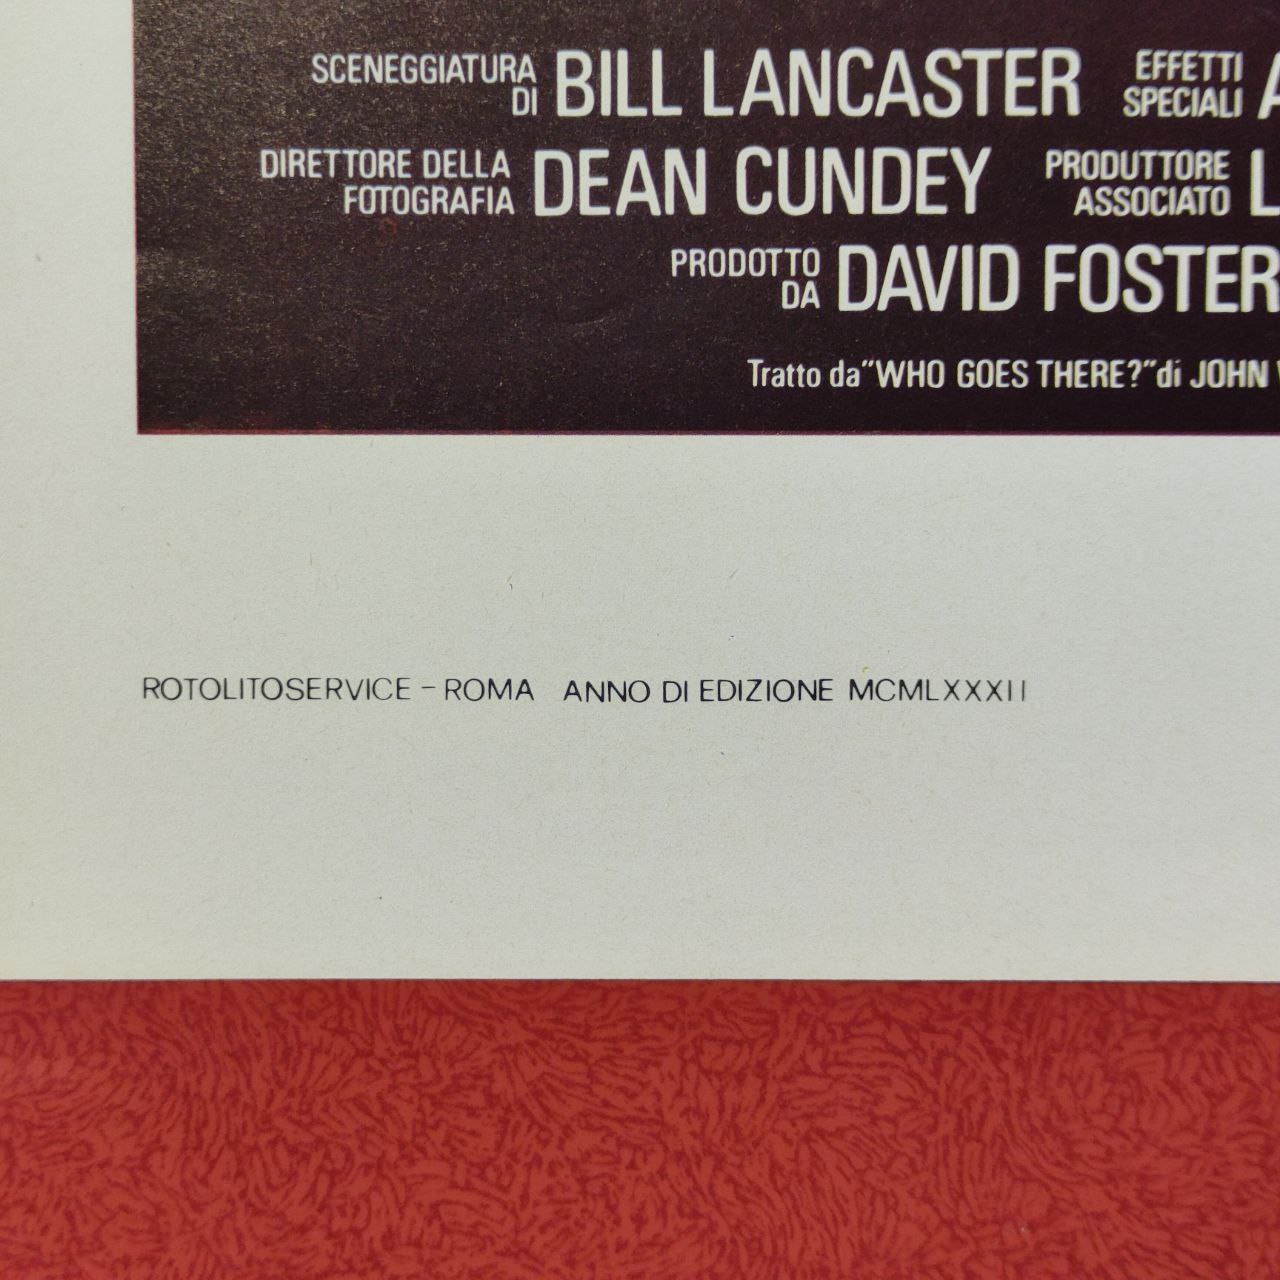 SCENEGGIATURA DI BILL LANCASTER EFFETTI SPECIALI
DIRETTORE DELLA FOTOGRAFIA DEAN CUNDEY PRODUTTORE ASSOCIATO
PRODOTTO DA DAVID FOSTER
Tratto da "WHO GOES THERE?" di JOHN
ROTOLITOSERVICE - ROMA ANNO DI EDIZIONE MCMLXXXII